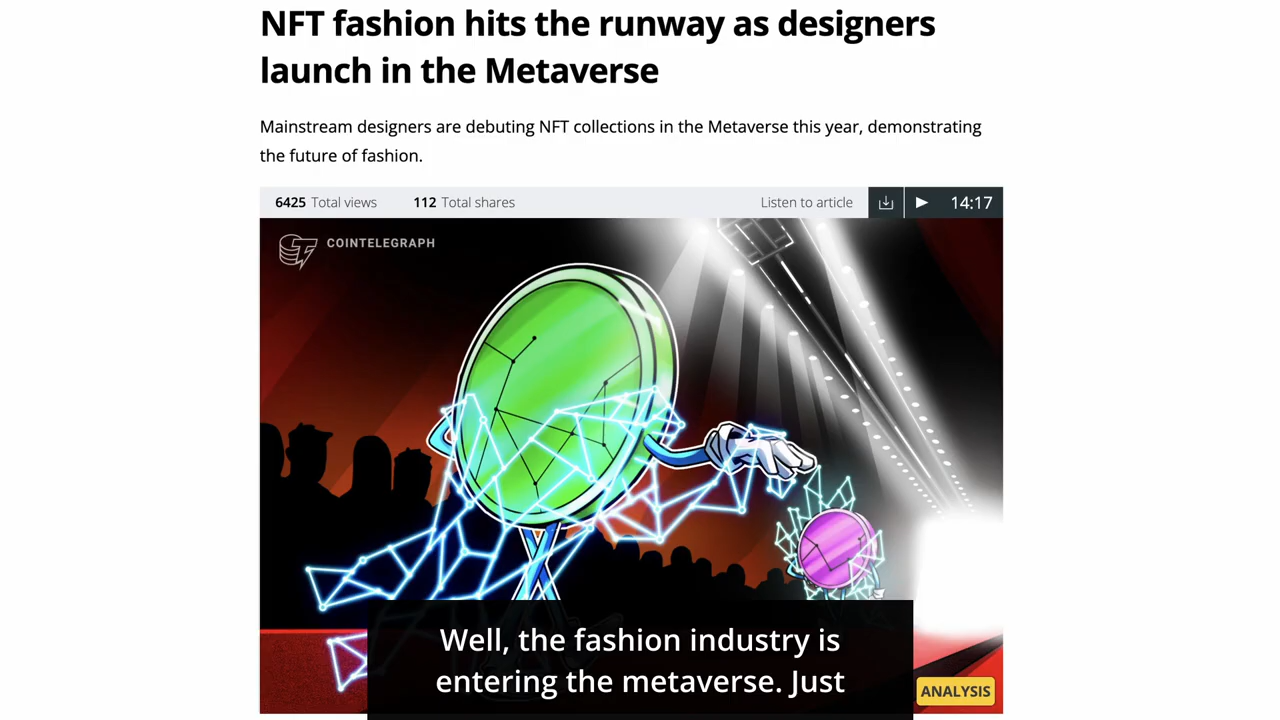 NFT fashion hits the runway as designers
launch in the Metaverse
Mainstream designers are debuting NFT collections in the Metaverse this year, demonstrating
the future of fashion.
6425 Total views 112 Total shares Listen to article 14:17
COINTELEGRAPH
Well, the fashion industry is
entering the metaverse. Just
ANALYSIS